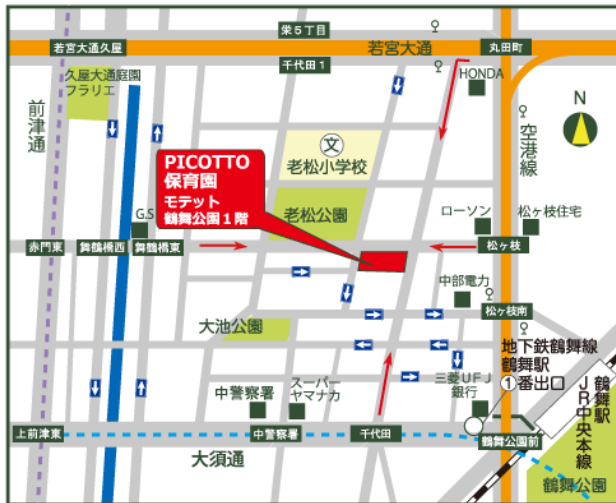 栄5丁目
若宮大通久屋
若宮大通
丸田町
千代田1
久屋大通庭園
フラリエ
HONDA
前津通
空港線
N
文
老松小学校
PICOTTO
保育園
モテット
鶴舞公園1階
老松公園
G.S
ローソン
松ヶ枝住宅
赤門東
舞鶴橋西
舞鶴橋東
松ヶ枝
中部電力
松ヶ枝南
大池公園
地下鉄鶴舞線
鶴舞駅
①番出口
中警察署
スーパー
ヤマナカ
三菱UFJ
銀行
鶴舞駅
JR中央本線
上前津東
中警察署
千代田
鶴舞公園前
大須通
鶴舞公園